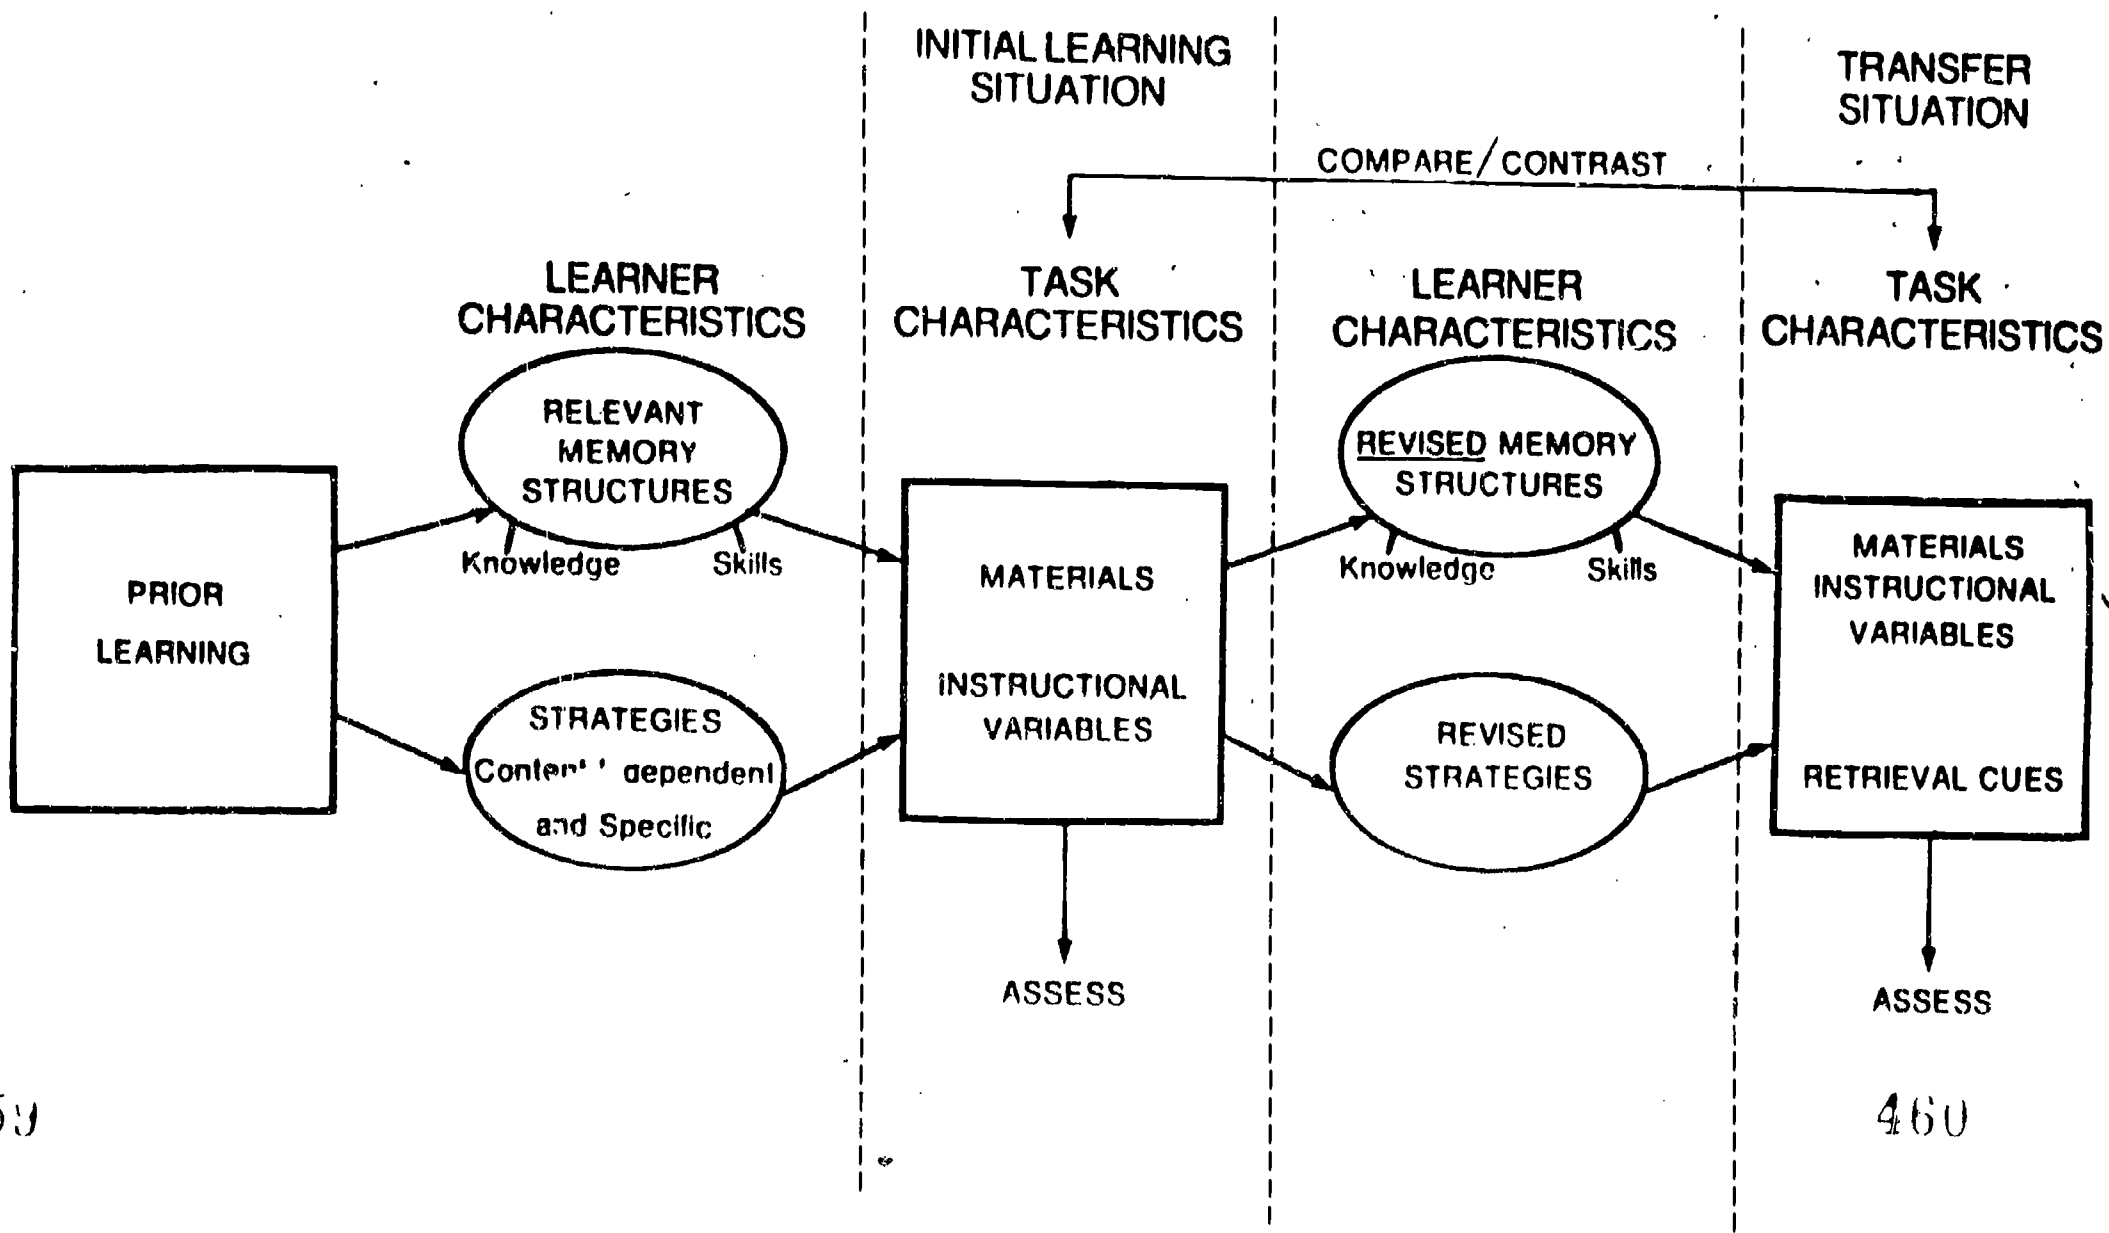 INITIAL LEARNING
SITUATION
TRANSFER
SITUATION
COMPARE/CONTRAST
LEARNER
CHARACTERISTICS
TASK
CHARACTERISTICS
LEARNER
CHARACTERISTICS
TASK
CHARACTERISTICS
PRIOR
LEARNING
RELEVANT
MEMORY
STRUCTURES
Knowledge
Skills
STRATEGIES
dependent
and Specific
MATERIALS
INSTRUCTIONAL
VARIABLES
ASSESS
REVISED MEMORY
STRUCTURES
Knowledge
Skills
REVISED
STRATEGIES
MATERIALS
INSTRUCTIONAL
VARIABLES
RETRIEVAL CUES
ASSESS
460